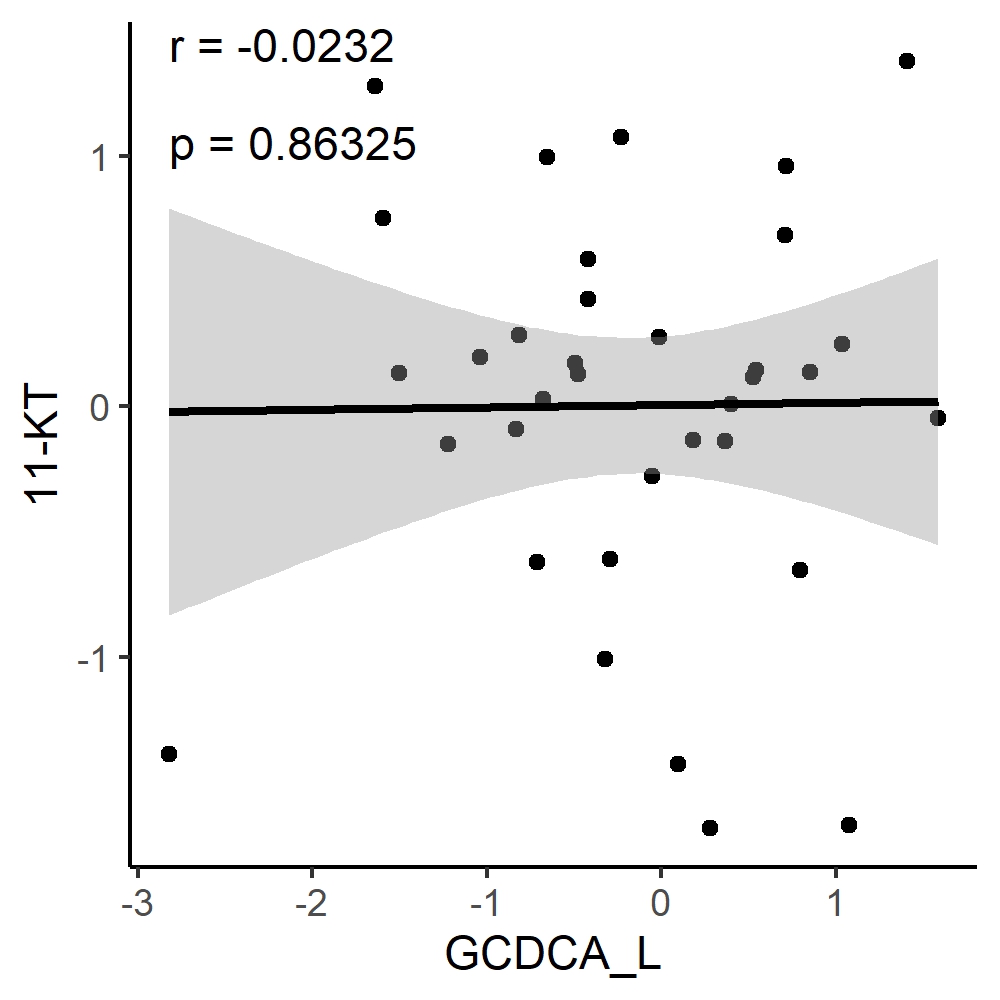 r = -0.0232
p = 0.86325
1
0
-1
11-KT
-3 -2 -1 0 1
GCDCA_L